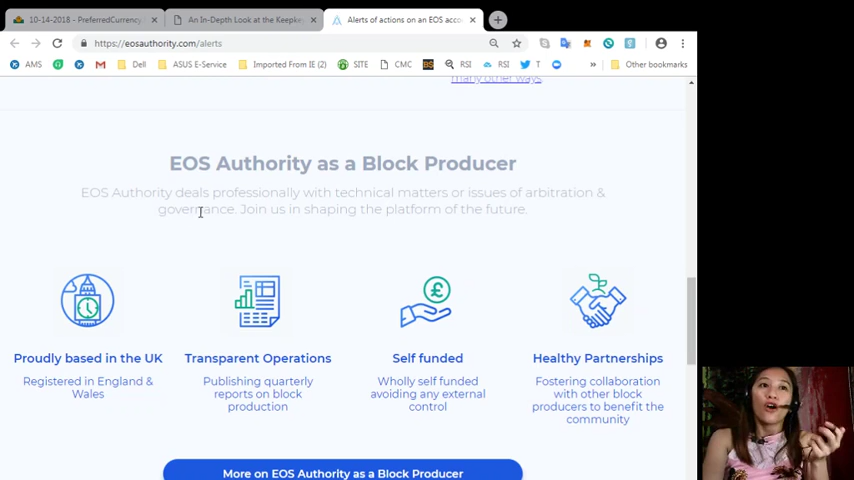 10-14-2018 - PreferredCurrency
An In-Depth Look at the Keepkey
Alerts of actions on an EOS acco
https://eosauthority.com/alerts
AMS
Dell
ASUS E-Service
Imported From IE (2)
SITE
CMC
RSI
RSI
T
»
Other bookmarks
many other ways.
EOS Authority as a Block Producer
EOS Authority deals professionally with technical matters or issues of arbitration &
governance. Join us in shaping the platform of the future.
Proudly based in the UK
Registered in England &
Wales
Transparent Operations
Publishing quarterly
reports on block
production
£
Self funded
Wholly self funded
avoiding any external
control
Healthy Partnerships
Fostering collaboration
with other block
producers to benefit the
community
More on EOS Authority as a Block Producer